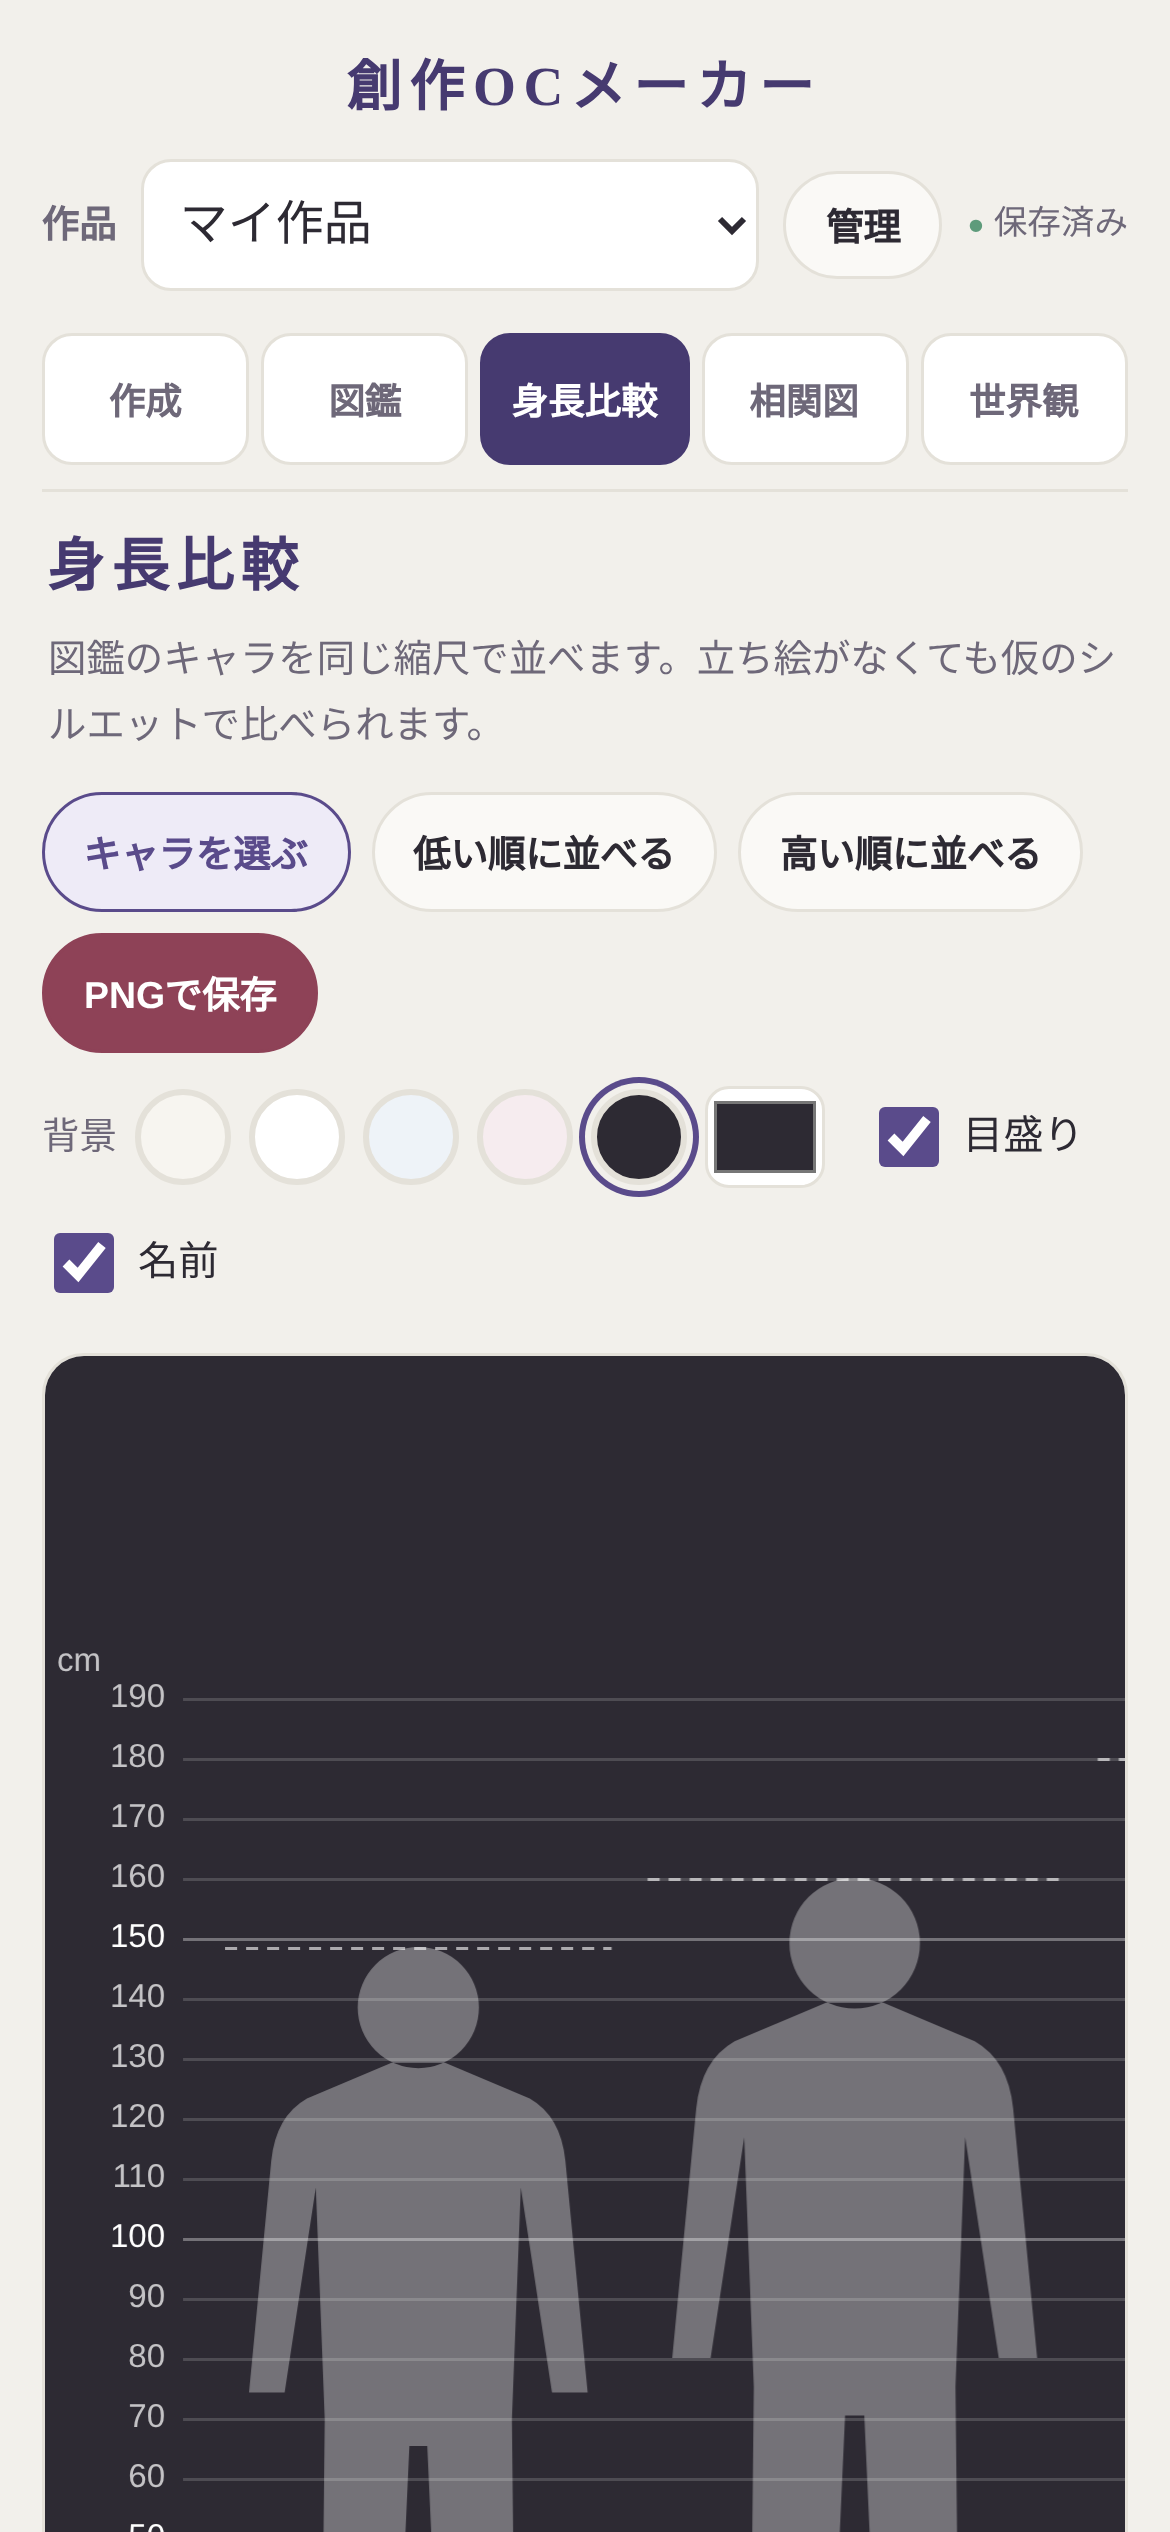 創作OCメーカー
作品 マイ作品 管理 保存済み
作成 図鑑 身長比較 相関図 世界観
身長比較
図鑑のキャラを同じ縮尺で並べます。立ち絵がなくても仮のシ
ルエットで比べられます。
キャラを選ぶ 低い順に並べる 高い順に並べる
PNGで保存
背景 目盛り
名前
cm
190
180
170
160
150
140
130
120
110
100
90
80
70
60
50